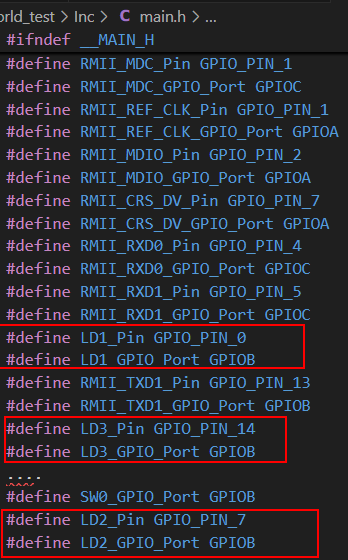 orld_test > Inc > C main.h > ...
#ifndef __MAIN_H
#define RMII_MDC_Pin GPIO_PIN_1
#define RMII_MDC_GPIO_Port GPIOC
#define RMII_REF_CLK_Pin GPIO_PIN_1
#define RMII_REF_CLK_GPIO_Port GPIOA
#define RMII_MDIO_Pin GPIO_PIN_2
#define RMII_MDIO_GPIO_Port GPIOA
#define RMII_CRS_DV_Pin GPIO_PIN_7
#define RMII_CRS_DV_GPIO_Port GPIOA
#define RMII_RXD0_Pin GPIO_PIN_4
#define RMII_RXD0_GPIO_Port GPIOC
#define RMII_RXD1_Pin GPIO_PIN_5
#define RMII_RXD1_GPIO_Port GPIOC
#define LD1_Pin GPIO_PIN_0
#define LD1_GPIO_Port GPIOB
#define RMII_TXD1_Pin GPIO_PIN_13
#define RMII_TXD1_GPIO_Port GPIOB
#define LD3_Pin GPIO_PIN_14
#define LD3_GPIO_Port GPIOB
....
#define SW0_GPIO_Port GPIOB
#define LD2_Pin GPIO_PIN_7
#define LD2_GPIO_Port GPIOB